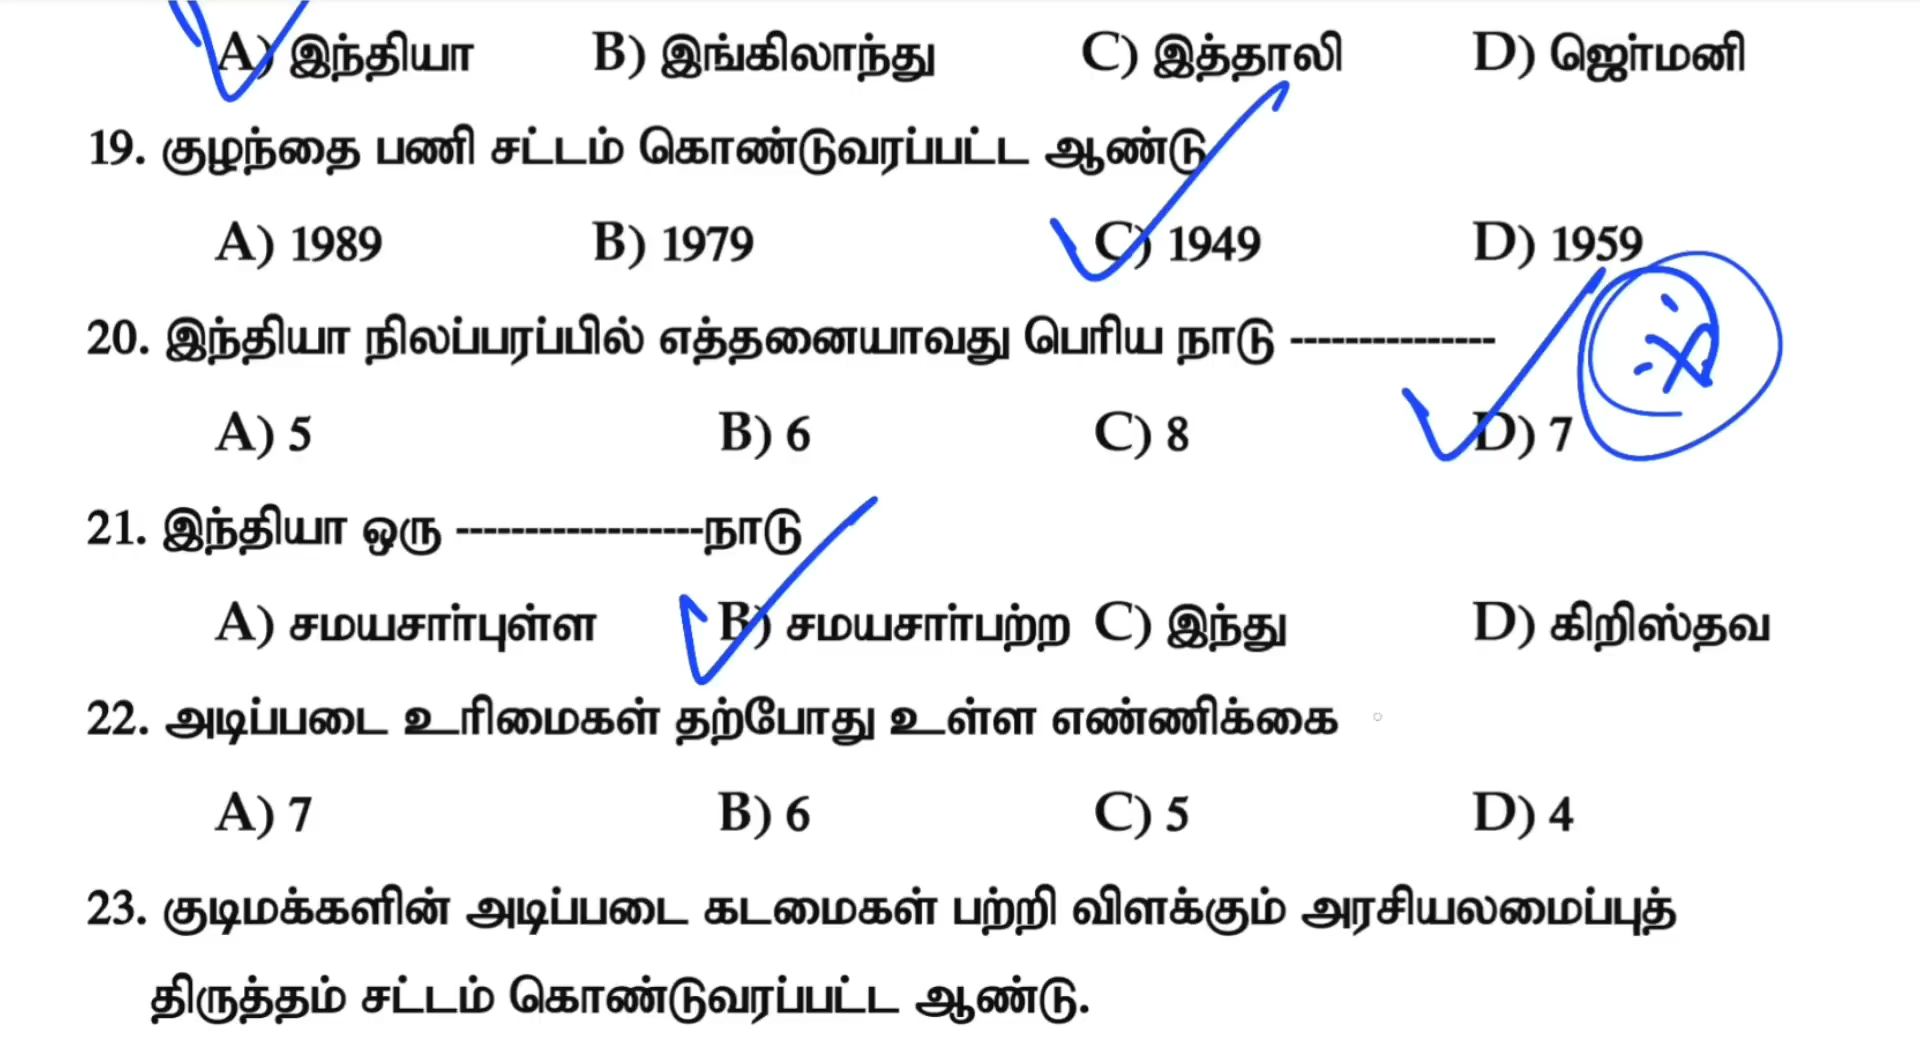 A) இந்தியா B) இங்கிலாந்து C) இத்தாலி D) ஜெர்மனி
19. குழந்தை பணி சட்டம் கொண்டுவரப்பட்ட ஆண்டு
A) 1989 B) 1979 C) 1949 D) 1959
20. இந்தியா நிலப்பரப்பில் எத்தனையாவது பெரிய நாடு ---------------
A) 5 B) 6 C) 8 D) 7
21. இந்தியா ஒரு ------------------நாடு
A) சமயசார்புள்ள B) சமயசார்பற்ற C) இந்து D) கிறிஸ்தவ
22. அடிப்படை உரிமைகள் தற்போது உள்ள எண்ணிக்கை
A) 7 B) 6 C) 5 D) 4
23. குடிமக்களின் அடிப்படை கடமைகள் பற்றி விளக்கும் அரசியலமைப்புத்
திருத்தம் சட்டம் கொண்டுவரப்பட்ட ஆண்டு.